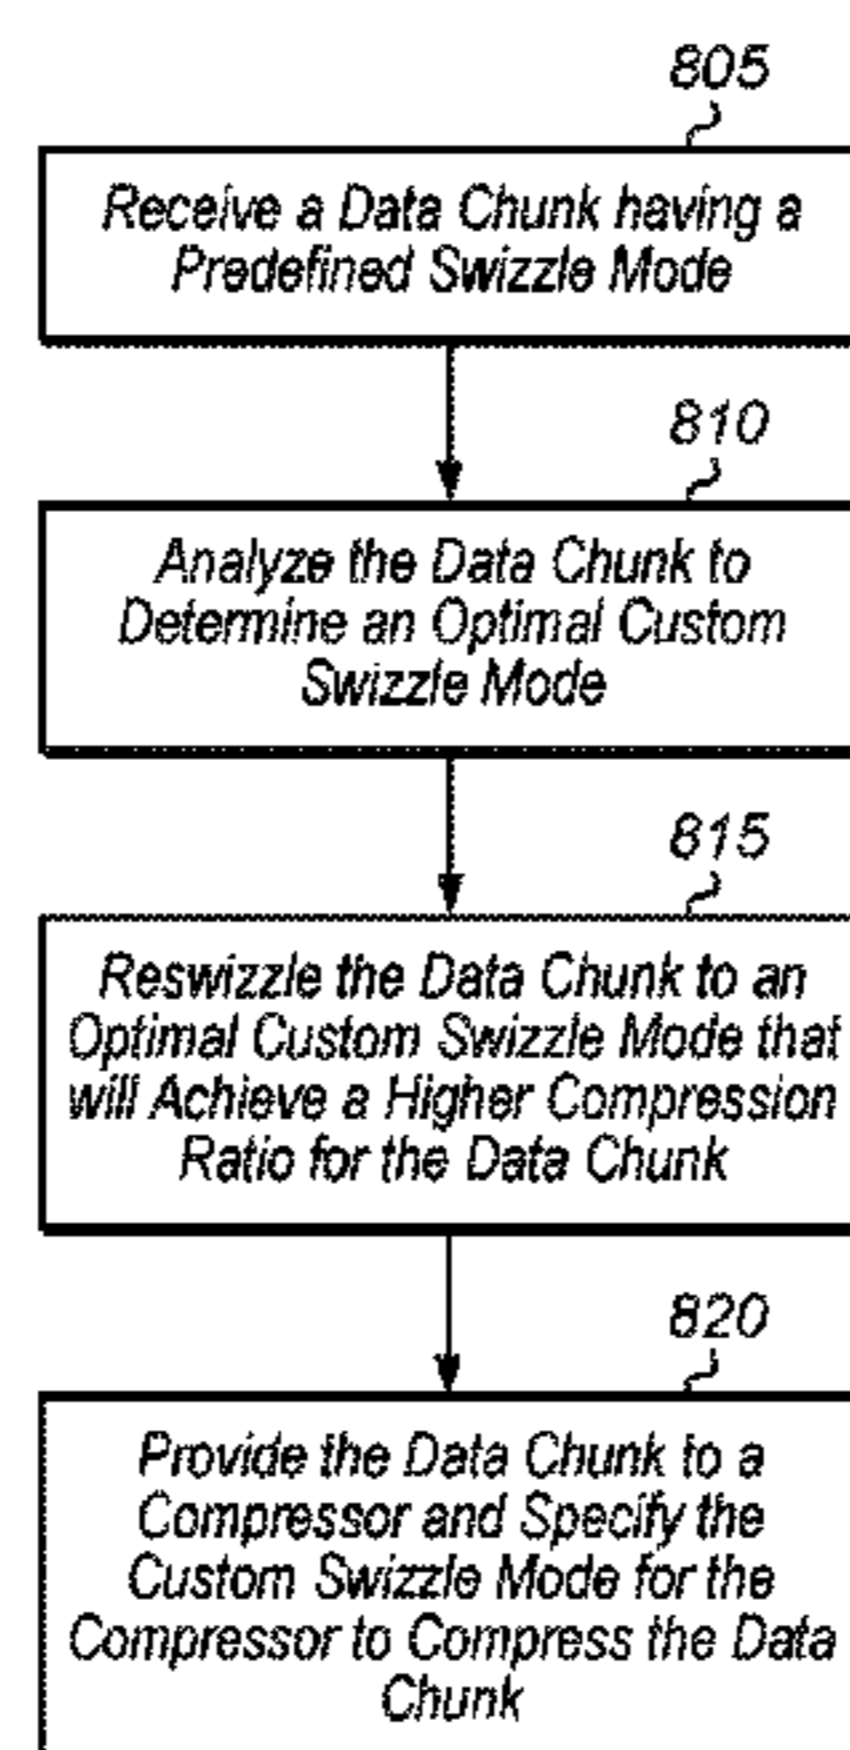 805
Receive a Data Chunk having a
Predefined Swizzle Mode
810
Analyze the Data Chunk to
Determine an Optimal Custom
Swizzle Mode
815
Reswizzle the Data Chunk to an
Optimal Custom Swizzle Mode that
will Achieve a Higher Compression
Ratio for the Data Chunk
820
Provide the Data Chunk to a
Compressor and Specify the
Custom Swizzle Mode for the
Compressor to Compress the Data
Chunk